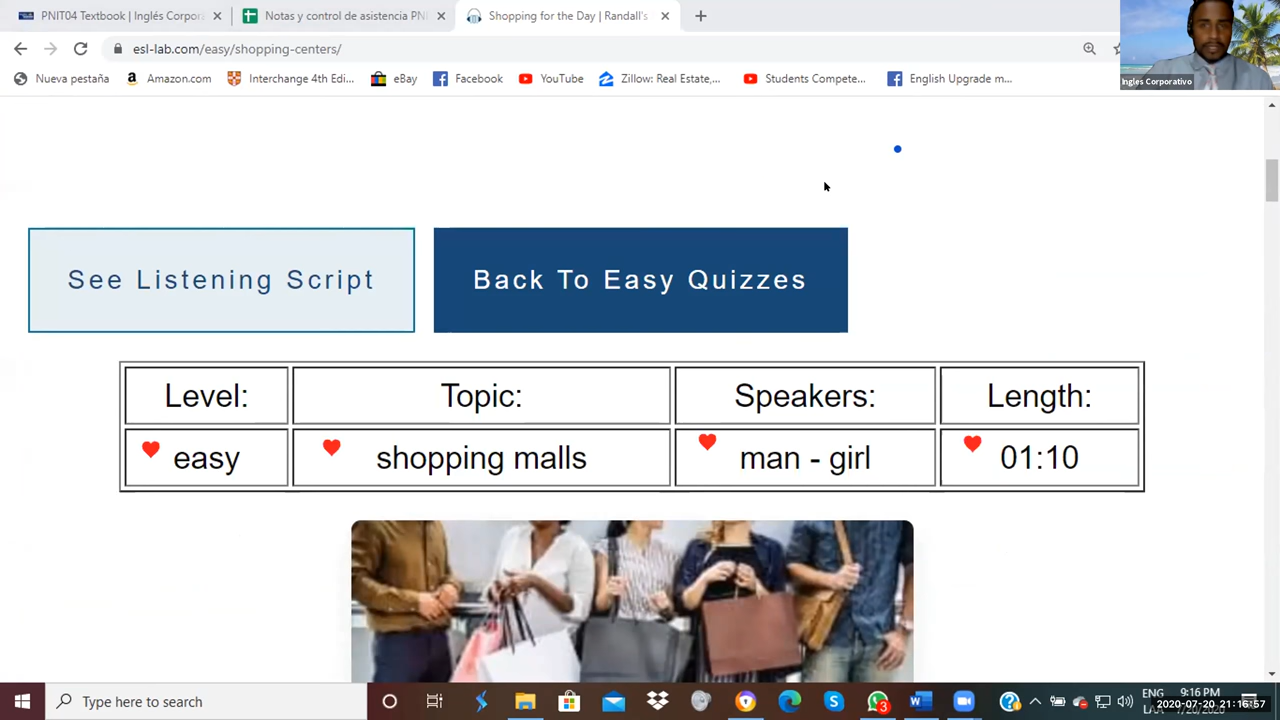 PNIT04 Textbook | Inglés Corpora
Notas y control de asistencia PNI
Shopping for the Day | Randall's
esl-lab.com/easy/shopping-centers/
Nueva pestaña
Amazon.com
Interchange 4th Edi...
eBay
Facebook
YouTube
Zillow: Real Estate,...
Students Compete...
English Upgrade m...
Ingles Corporativo
See Listening Script
Back To Easy Quizzes
Level: Topic: Speakers: Length:
easy shopping malls man - girl 01:10
Type here to search
3
ENG
9:16 PM
2020-07-20 21:16:57